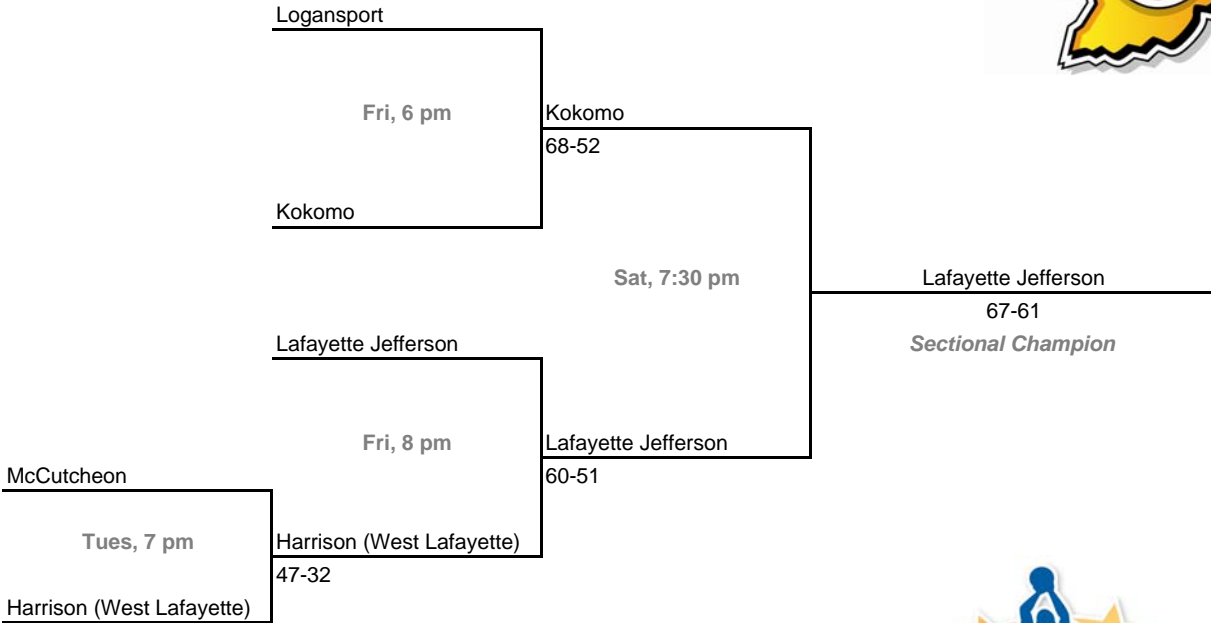 Logansport
Fri, 6 pm
Kokomo
68-52
Kokomo
Sat, 7:30 pm
Lafayette Jefferson
67-61
Lafayette Jefferson
Sectional Champion
Fri, 8 pm
Lafayette Jefferson
McCutcheon
60-51
Tues, 7 pm
Harrison (West Lafayette)
47-32
Harrison (West Lafayette)